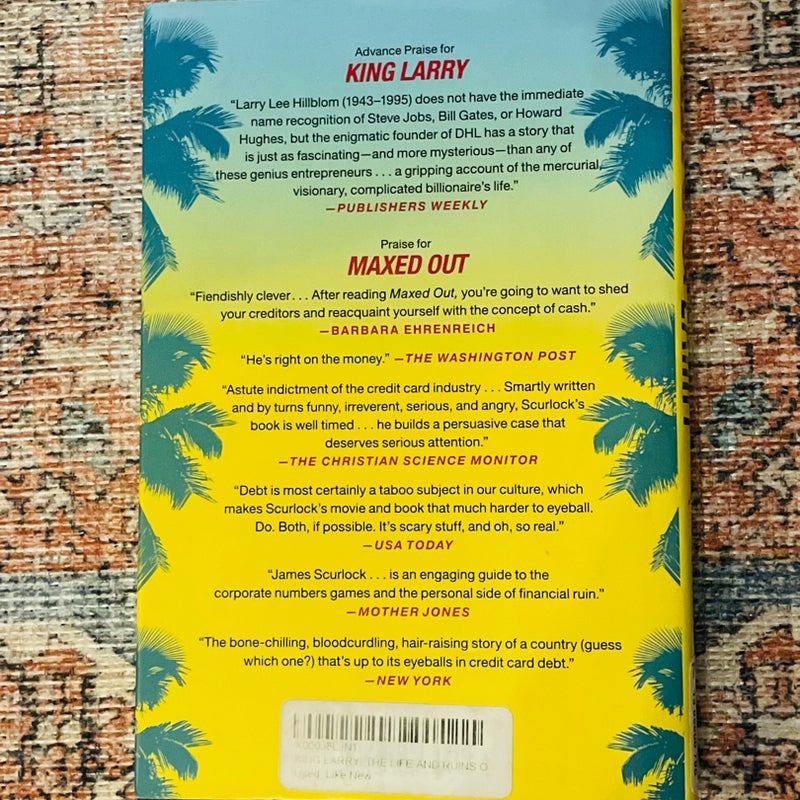 Advance Praise for
KING LARRY
“Larry Lee Hillblom (1943–1995) does not have the immediate
name recognition of Steve Jobs, Bill Gates, or Howard
Hughes, but the enigmatic founder of DHL has a story that
is just as fascinating—and more mysterious—than any of
these genius entrepreneurs . . . a gripping account of the mercurial,
visionary, complicated billionaire’s life.”
—PUBLISHERS WEEKLY
Praise for
MAXED OUT
“Fiendishly clever . . . After reading Maxed Out, you’re going to want to shed
your creditors and reacquaint yourself with the concept of cash.”
—BARBARA EHRENREICH
“He’s right on the money.” —THE WASHINGTON POST
“Astute indictment of the credit card industry . . . Smartly written
and by turns funny, irreverent, serious, and angry, Scurlock’s
book is well timed . . . he builds a persuasive case that
deserves serious attention.”
—THE CHRISTIAN SCIENCE MONITOR
“Debt is most certainly a taboo subject in our culture, which
makes Scurlock’s movie and book that much harder to eyeball.
Do. Both, if possible. It’s scary stuff, and oh, so real.”
—USA TODAY
“James Scurlock . . . is an engaging guide to the
corporate numbers games and the personal side of financial ruin.”
—MOTHER JONES
“The bone-chilling, bloodcurdling, hair-raising story of a country (guess
which one?) that’s up to its eyeballs in credit card debt.”
—NEW YORK
KING LARRY: THE LIFE AND RUINS O
Used, Like New